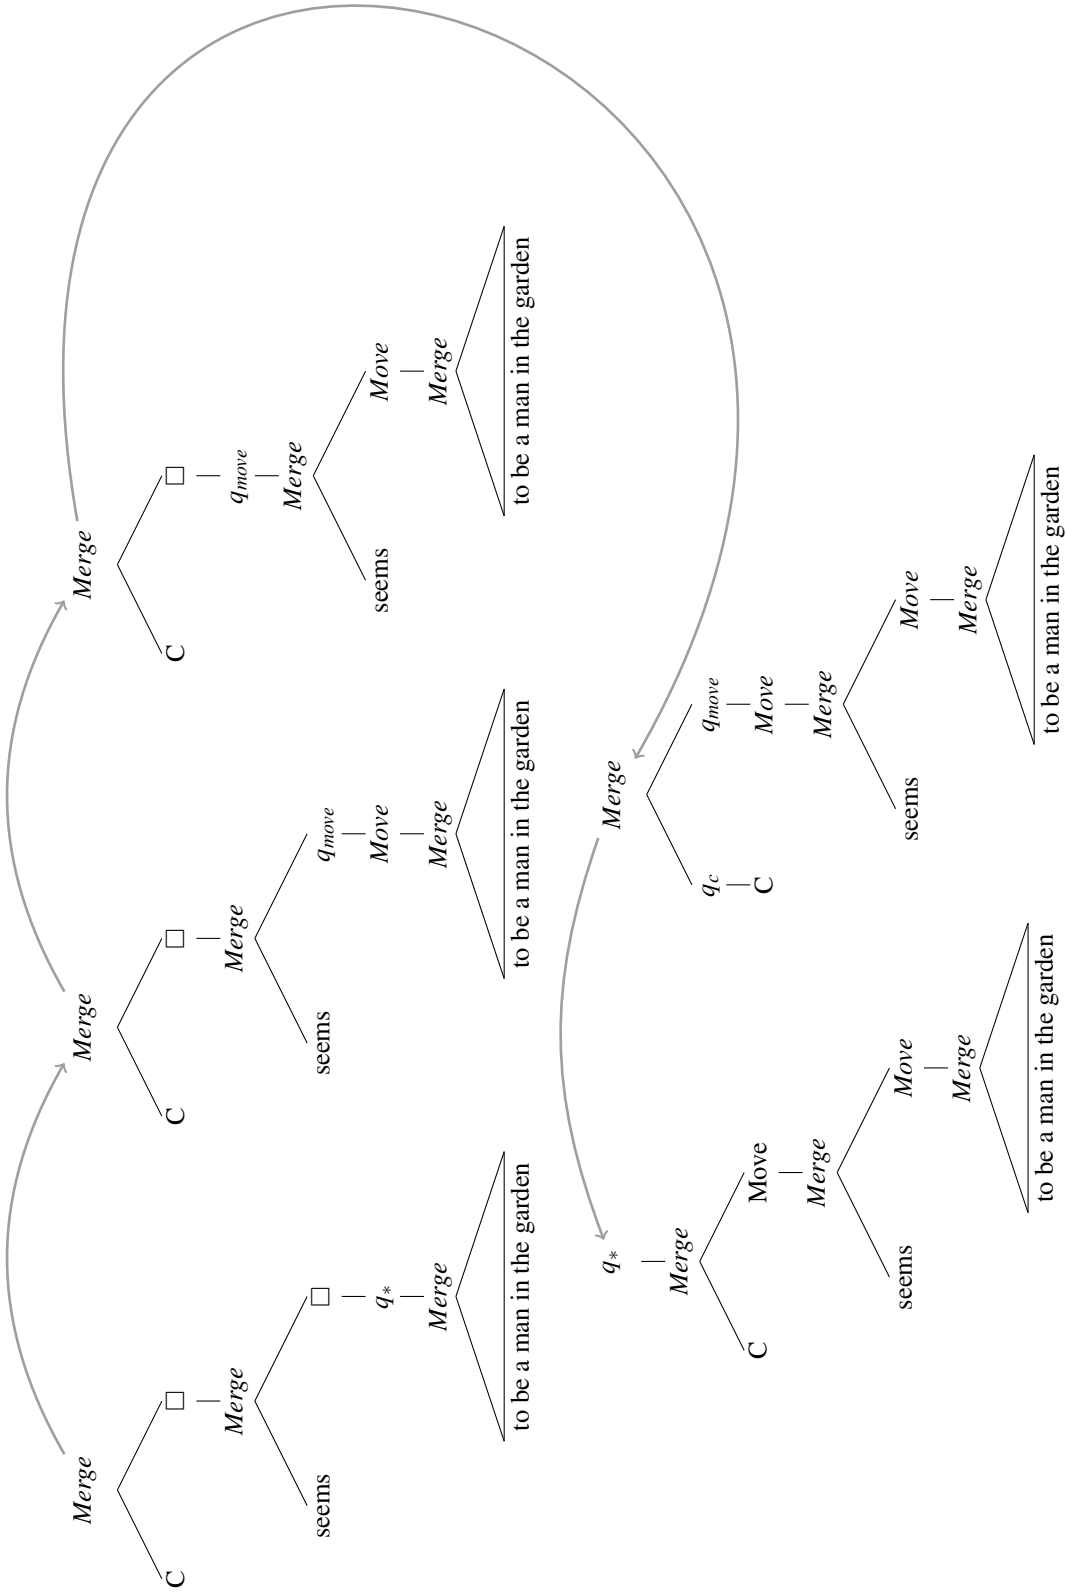 Merge
C □
Merge
seems □
q*
Merge
to be a man in the garden
Merge
C □
Merge
seems qmove
Move
Merge
to be a man in the garden
Merge
C □
qmove
Merge
seems Move
Merge
to be a man in the garden
q*
Merge
C Move
Merge
seems Move
Merge
to be a man in the garden
Merge
qc qmove
C Move
Merge
seems Move
Merge
to be a man in the garden